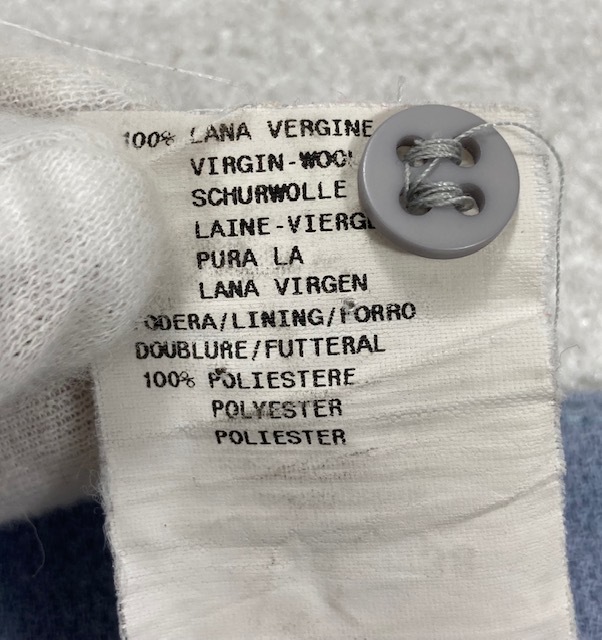 100% LANA VERGINE
VIRGIN-WOOL
SCHURWOLLE
LAINE-VIERGE
PURA LA
LANA VIRGEN
FODERA/LINING/FORRO
DOUBLURE/FUTTERAL
100% POLIESTERE
POLYESTER
POLIESTER